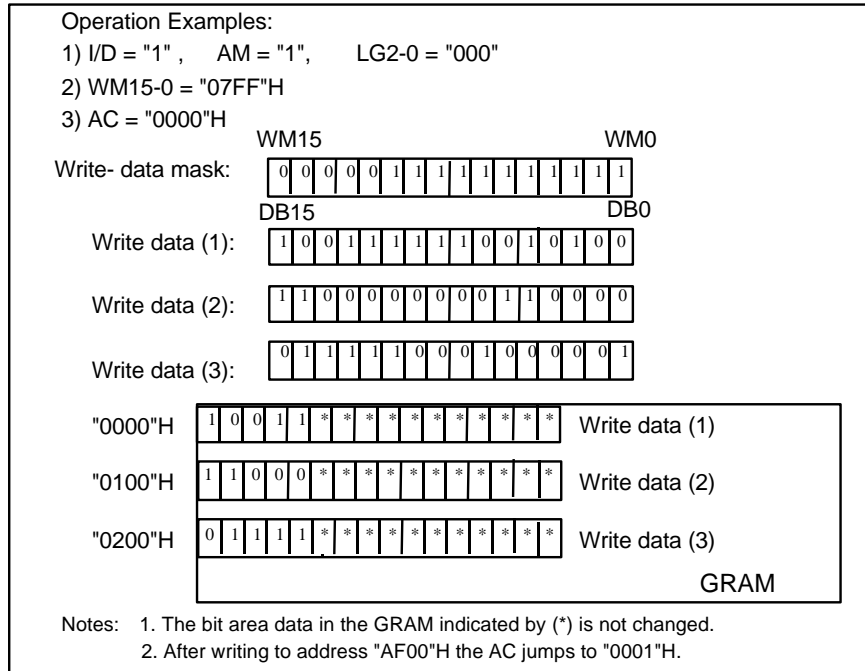 Operation Examples:
1) I/D = "1" , AM = "1", LG2-0 = "000"
2) WM15-0 = "07FF"H
3) AC = "0000"H
WM15 WM0
Write- data mask: 0 0 0 0 0 1 1 1 1 1 1 1 1 1 1 1
DB15 DB0
Write data (1): 1 0 0 1 1 1 1 1 1 0 0 1 0 1 0 0
Write data (2): 1 1 0 0 0 0 0 0 0 0 1 1 0 0 0 0
Write data (3): 0 1 1 1 1 1 0 0 0 1 0 0 0 0 0 1
"0000"H 1 0 0 1 1 * * * * * * * * * * * Write data (1)
"0100"H 1 1 0 0 0 * * * * * * * * * * * Write data (2)
"0200"H 0 1 1 1 1 * * * * * * * * * * * Write data (3)
GRAM
Notes: 1. The bit area data in the GRAM indicated by (*) is not changed.
2. After writing to address "AF00"H the AC jumps to "0001"H.